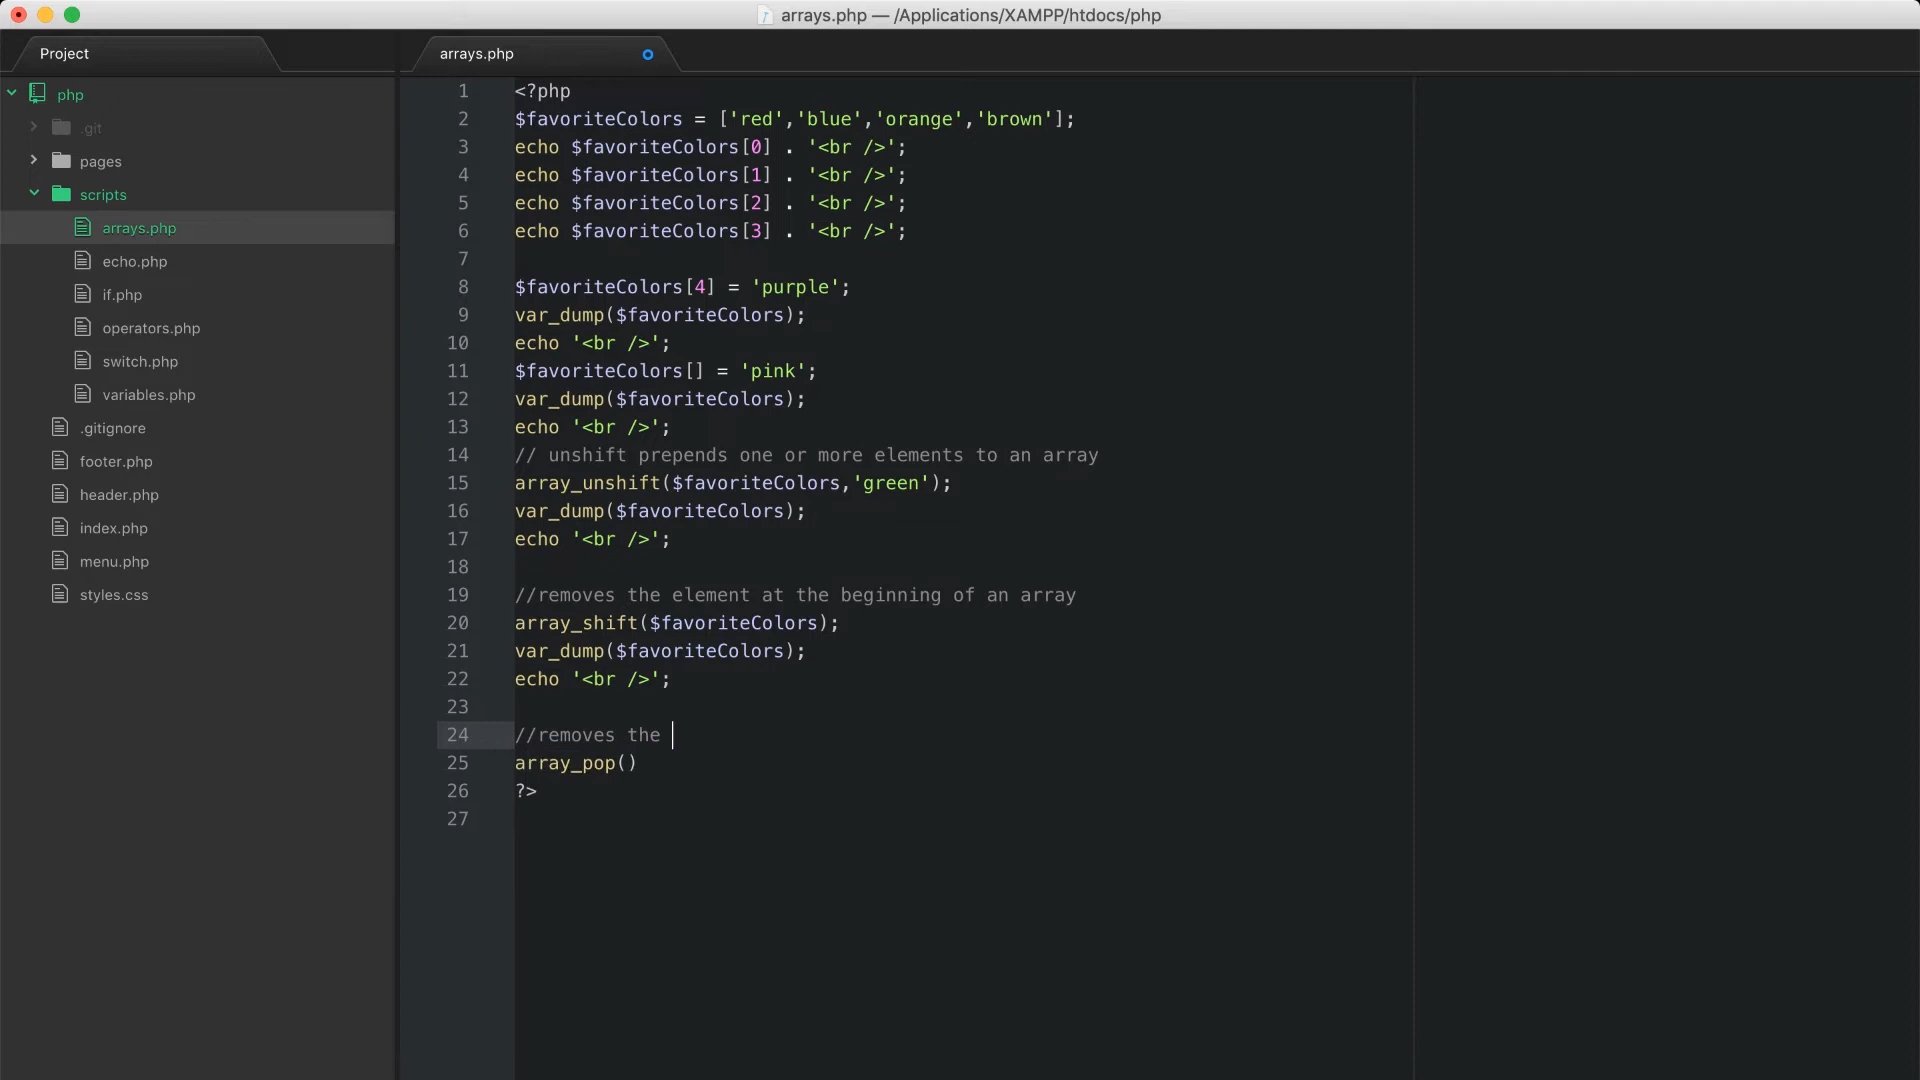 arrays.php — /Applications/XAMPP/htdocs/php
Project
arrays.php
php
.git
pages
scripts
arrays.php
echo.php
if.php
operators.php
switch.php
variables.php
.gitignore
footer.php
header.php
index.php
menu.php
styles.css
1 <?php
2 $favoriteColors = ['red','blue','orange','brown'];
3 echo $favoriteColors[0] . '<br />';
4 echo $favoriteColors[1] . '<br />';
5 echo $favoriteColors[2] . '<br />';
6 echo $favoriteColors[3] . '<br />';
7
8 $favoriteColors[4] = 'purple';
9 var_dump($favoriteColors);
10 echo '<br />';
11 $favoriteColors[] = 'pink';
12 var_dump($favoriteColors);
13 echo '<br />';
14 // unshift prepends one or more elements to an array
15 array_unshift($favoriteColors,'green');
16 var_dump($favoriteColors);
17 echo '<br />';
18
19 //removes the element at the beginning of an array
20 array_shift($favoriteColors);
21 var_dump($favoriteColors);
22 echo '<br />';
23
24 //removes the
25 array_pop()
26 ?>
27